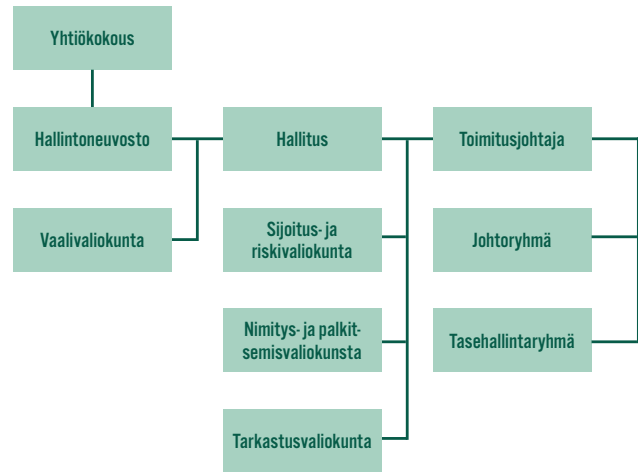 Yhtiökokous
Hallintoneuvosto
Hallitus
Toimitusjohtaja
Vaalivaliokunta
Sijoitus- ja
riskivaliokunta
Johtoryhmä
Nimitys- ja palkit-
semisvaliokunsta
Tasehallintaryhmä
Tarkastusvaliokunta